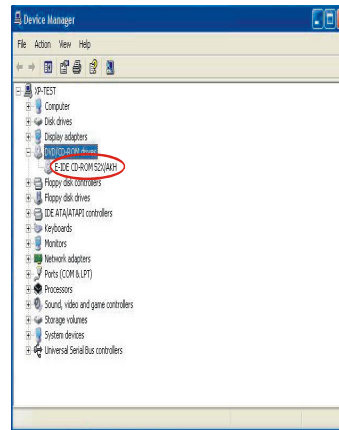 Device Manager
File Action View Help
XP-TEST
Computer
Disk drives
Display adapters
DVD/CD-ROM drives
E-IDE CD-ROM 52X/AKH
Floppy disk controllers
Floppy disk drives
IDE ATA/ATAPI controllers
Keyboards
Monitors
Network adapters
Ports (COM & LPT)
Processors
Sound, video and game controllers
Storage volumes
System devices
Universal Serial Bus controllers